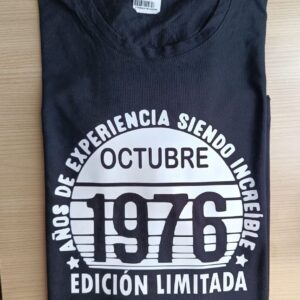 AÑOS DE EXPERIENCIA SIENDO INCREÍBLE
OCTUBRE
1976
EDICIÓN LIMITADA